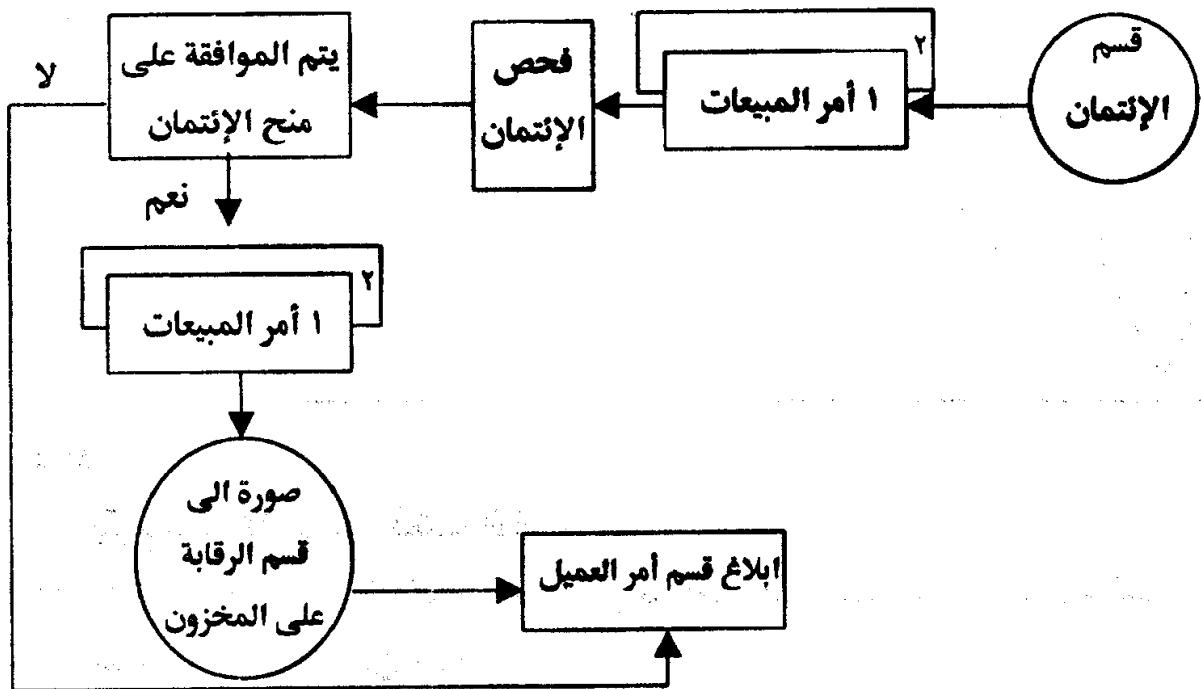 قسم
الإئتمان
٢
١ أمر المبيعات
فحص
الإئتمان
يتم الموافقة على
منح الإئتمان
لا
نعم
٢
١ أمر المبيعات
صورة الى
قسم الرقابة
على المخزون
ابلاغ قسم أمر العميل